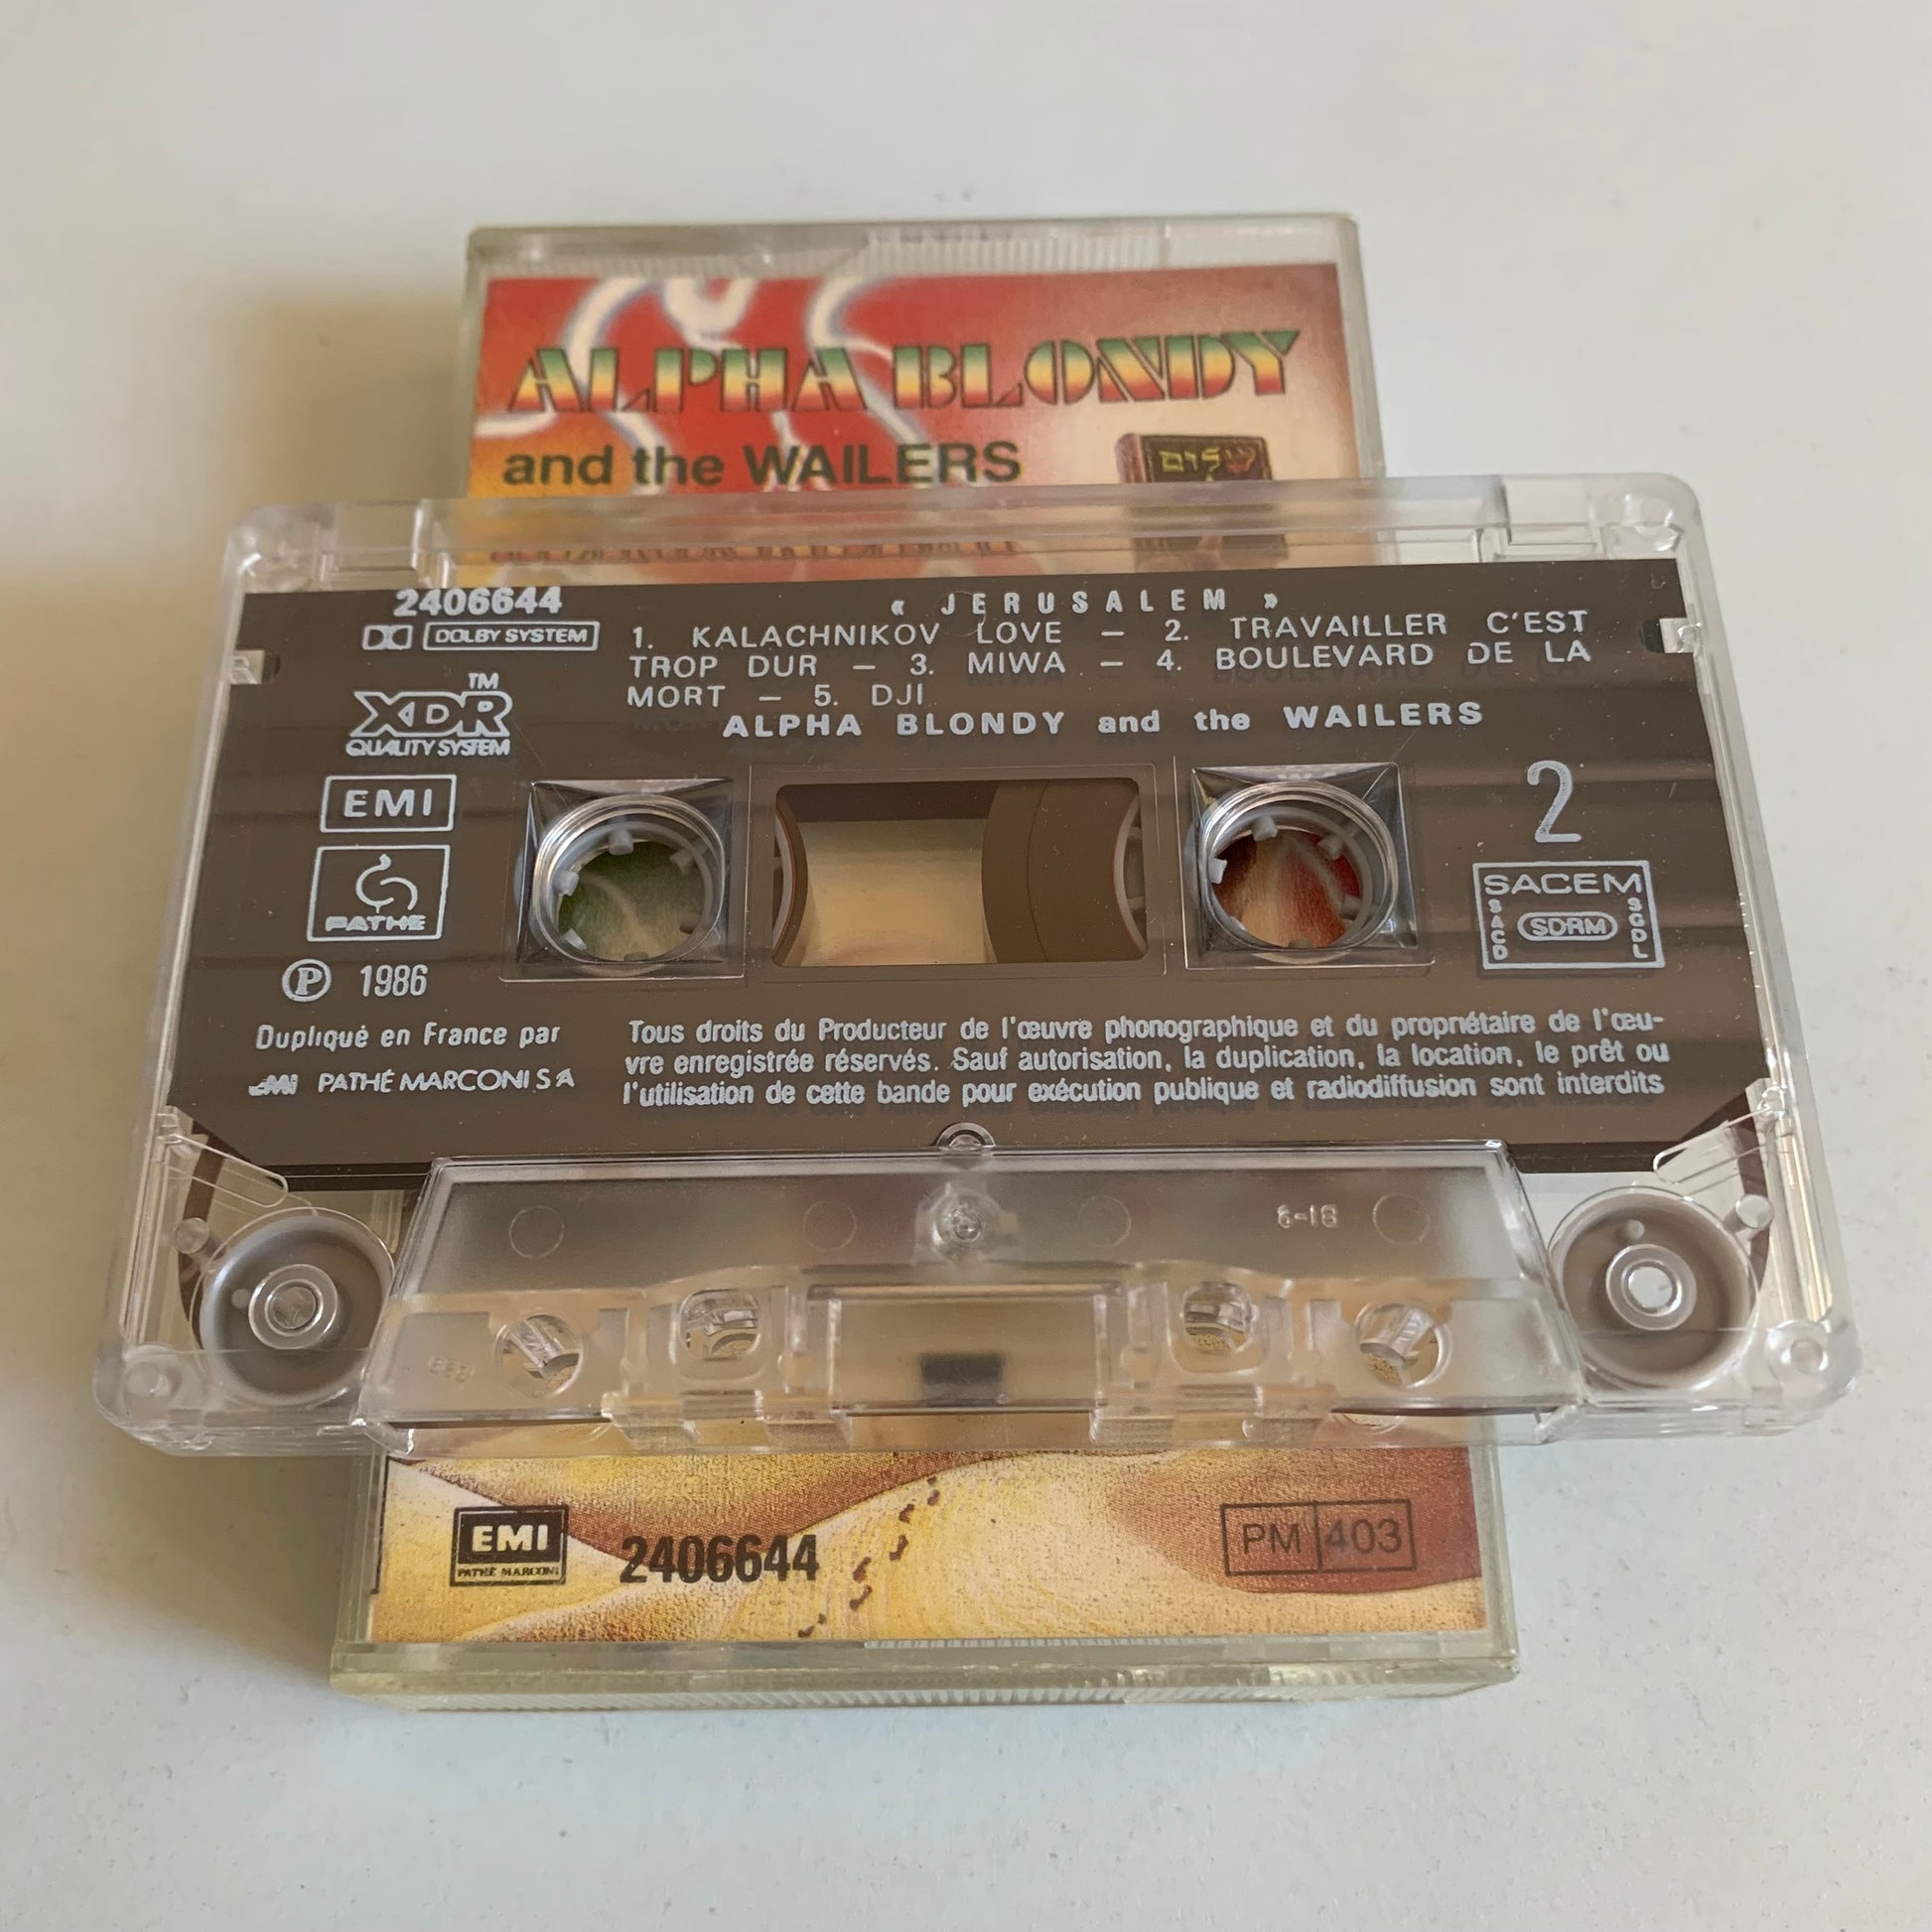 ALPHA BLONDY
and the WAILERS
שלום
2406644
« JERUSALEM »
DOLBY SYSTEM
1. KALACHNIKOV LOVE – 2. TRAVAILLER C'EST
TROP DUR – 3. MIWA – 4. BOULEVARD DE LA
MORT – 5. DJI
ALPHA BLONDY and the WAILERS
XDR™
QUALITY SYSTEM
EMI
PATHE
2
SACEM
SACD
SDRM
SGDL
Ⓟ 1986
Dupliqué en France par
EMI PATHÉ MARCONI S A
Tous droits du Producteur de l'œuvre phonographique et du propriétaire de l'œu-
vre enregistrée réservés. Sauf autorisation, la duplication, la location, le prêt ou
l'utilisation de cette bande pour exécution publique et radiodiffusion sont interdits
EMI
PATHÉ MARCONI
2406644
PM 403